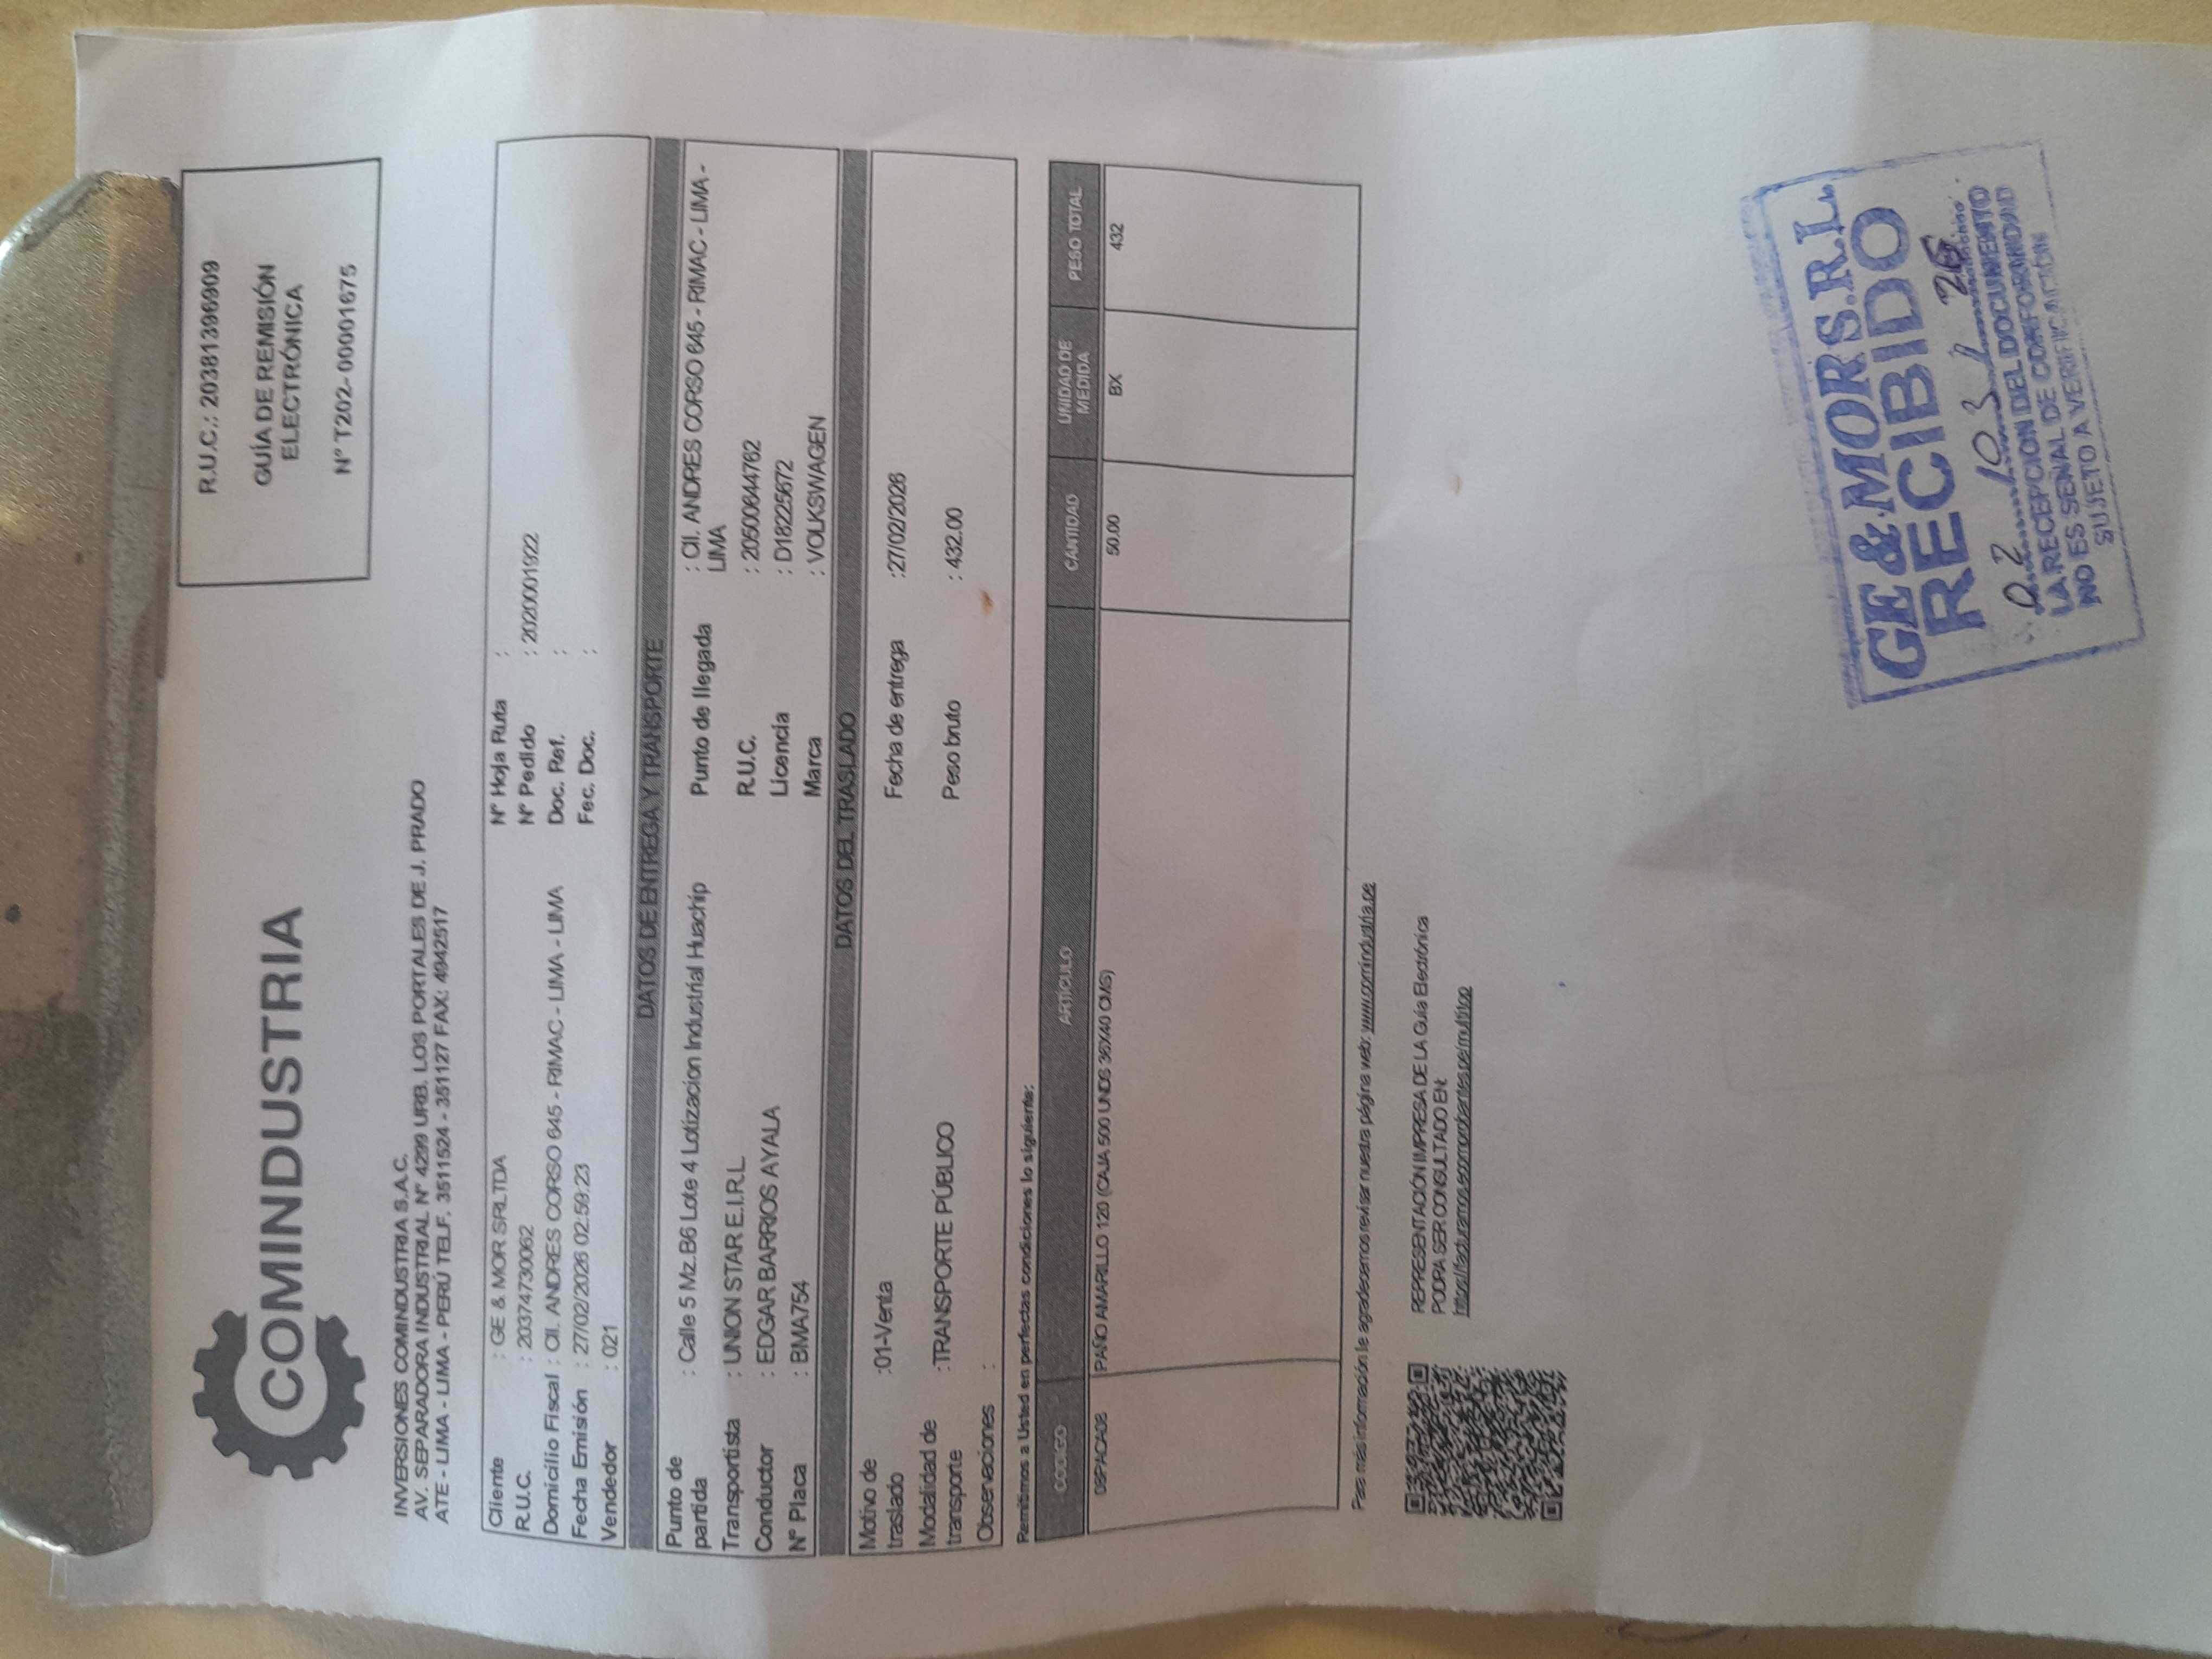 COMINDUSTRIA
R.U.C.: 20381396909
GUÍA DE REMISIÓN
ELECTRÓNICA
N° T202-00001675
INVERSIONES COMINDUSTRIA S.A.C.
AV. SEPARADORA INDUSTRIAL N° 4299 URB. LOS PORTALES DE J. PRADO
ATE - LIMA - LIMA - PERÚ TELF. 3511524 - 351127 FAX: 4942517
Cliente : GE & MOR SRLTDA N° Hoja Ruta :
R.U.C. : 20374730062 N° Pedido : 2020001922
Domicilio Fiscal : Cll. ANDRES CORSO 645 - RIMAC - LIMA - LIMA Doc. Ref. :
Fecha Emisión : 27/02/2026 02:59:23 Fec. Doc. :
Vendedor : 021
DATOS DE ENTREGA Y TRANSPORTE
Punto de partida : Calle 5 Mz.B6 Lote 4 Lotizacion Industrial Huachip Punto de llegada : Cll. ANDRES CORSO 645 - RIMAC - LIMA - LIMA
Transportista : UNION STAR E.I.R.L. R.U.C. : 20500644762
Conductor : EDGAR BARRIOS AYALA Licencia : D18225672
N° Placa : BMA754 Marca : VOLKSWAGEN
DATOS DEL TRASLADO
Motivo de traslado :01-Venta Fecha de entrega :27/02/2026
Modalidad de transporte :TRANSPORTE PÚBLICO Peso bruto : 432.00
Observaciones :
Remitimos a Usted en perfectas condiciones lo siguiente:
CODIGO ARTÍCULO CANTIDAD UNIDAD DE MEDIDA PESO TOTAL
09PACA08 PAÑO AMARILLO 120 (CAJA 500 UNDS 36X40 CMS) 50.00 BX 432
Para más información le agradecemos revisar nuestra página web: www.comindustria.pe
REPRESENTACIÓN IMPRESA DE LA Guía Electrónica
PODRA SER CONSULTADO EN:
GE & MOR S.R.L.
RECIBIDO
02 03 26
LA RECEPCION DEL DOCUMENTO
NO ES SEÑAL DE CONFORMIDAD
SUJETO A VERIFICACIÓN